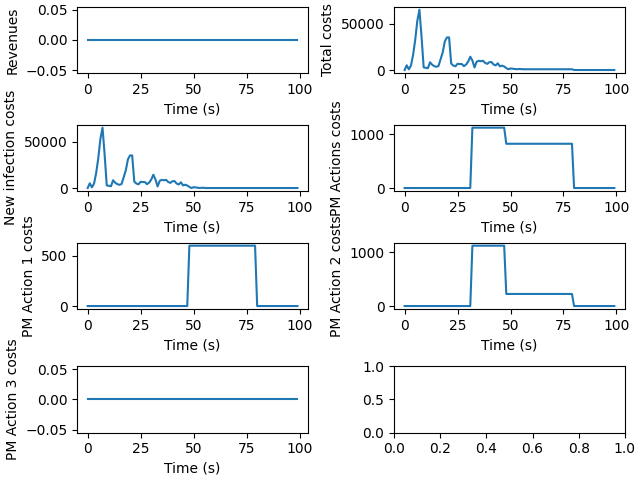 Revenues
0.05
0.00
−0.05
0 25 50 75 100
Time (s)
Total costs
50000
0
0 25 50 75 100
Time (s)
New infection costs
50000
0
0 25 50 75 100
Time (s)
PM Actions costs
1000
0
0 25 50 75 100
Time (s)
PM Action 1 costs
500
0
0 25 50 75 100
Time (s)
PM Action 2 costs
1000
0
0 25 50 75 100
Time (s)
PM Action 3 costs
0.05
0.00
−0.05
0 25 50 75 100
Time (s)
1.0
0.5
0.0
0.0 0.2 0.4 0.6 0.8 1.0